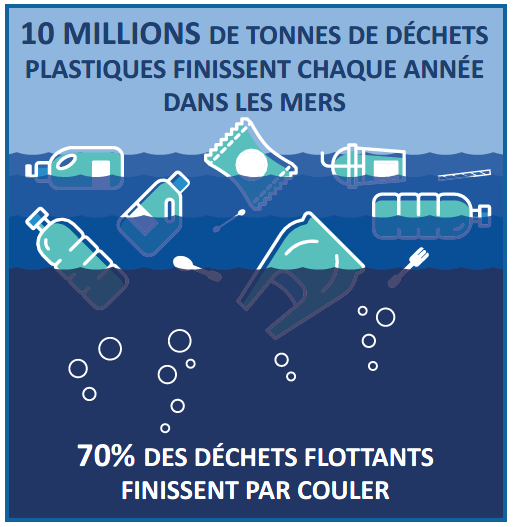 10 MILLIONS DE TONNES DE DÉCHETS
PLASTIQUES FINISSENT CHAQUE ANNÉE
DANS LES MERS
70% DES DÉCHETS FLOTTANTS
FINISSENT PAR COULER